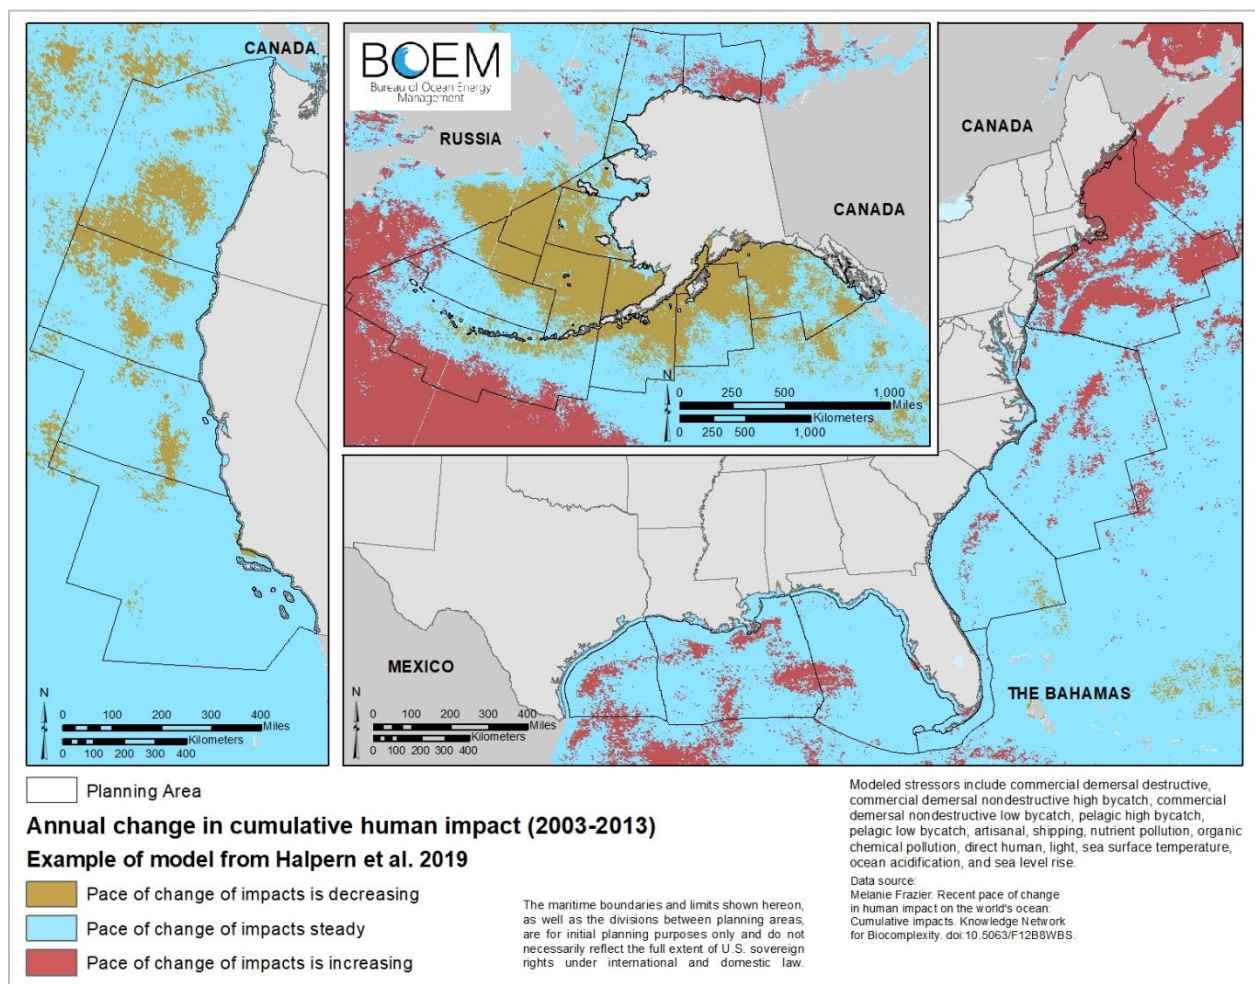 CANADA
N
0 100 200 300 400
Miles
Kilometers
0 100 200 300 400
BOEM
Bureau of Ocean Energy
Management
RUSSIA
CANADA
N
0 250 500 1,000
Miles
Kilometers
0 250 500 1,000
CANADA
MEXICO
THE BAHAMAS
N
0 100 200 300 400
Miles
Kilometers
0 100 200 300 400
Planning Area
Annual change in cumulative human impact (2003-2013)
Example of model from Halpern et al. 2019
Pace of change of impacts is decreasing
Pace of change of impacts steady
Pace of change of impacts is increasing
The maritime boundaries and limits shown hereon,
as well as the divisions between planning areas,
are for initial planning purposes only and do not
necessarily reflect the full extent of U.S. sovereign
rights under international and domestic law.
Modeled stressors include commercial demersal destructive,
commercial demersal nondestructive high bycatch, commercial
demersal nondestructive low bycatch, pelagic high bycatch,
pelagic low bycatch, artisanal, shipping, nutrient pollution, organic
chemical pollution, direct human, light, sea surface temperature,
ocean acidification, and sea level rise.
Data source:
Melanie Frazier. Recent pace of change
in human impact on the world's ocean:
Cumulative impacts. Knowledge Network
for Biocomplexity. doi:10.5063/F12B8WBS.